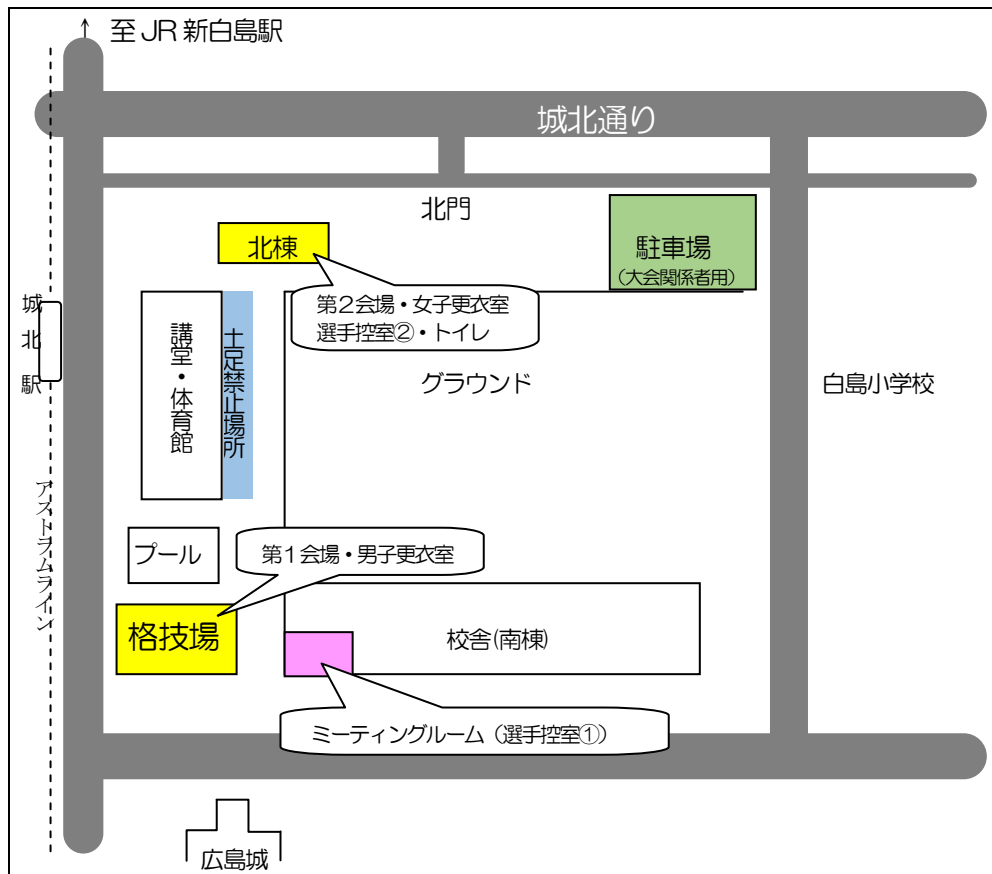 至JR新白島駅
城北通り
北門
北棟
駐車場
(大会関係者用)
第2会場・女子更衣室
選手控室②・トイレ
城北駅
講堂・体育館
土足禁止場所
グラウンド
白島小学校
アストラムライン
プール
第1会場・男子更衣室
格技場
校舎(南棟)
ミーティングルーム(選手控室①)
広島城